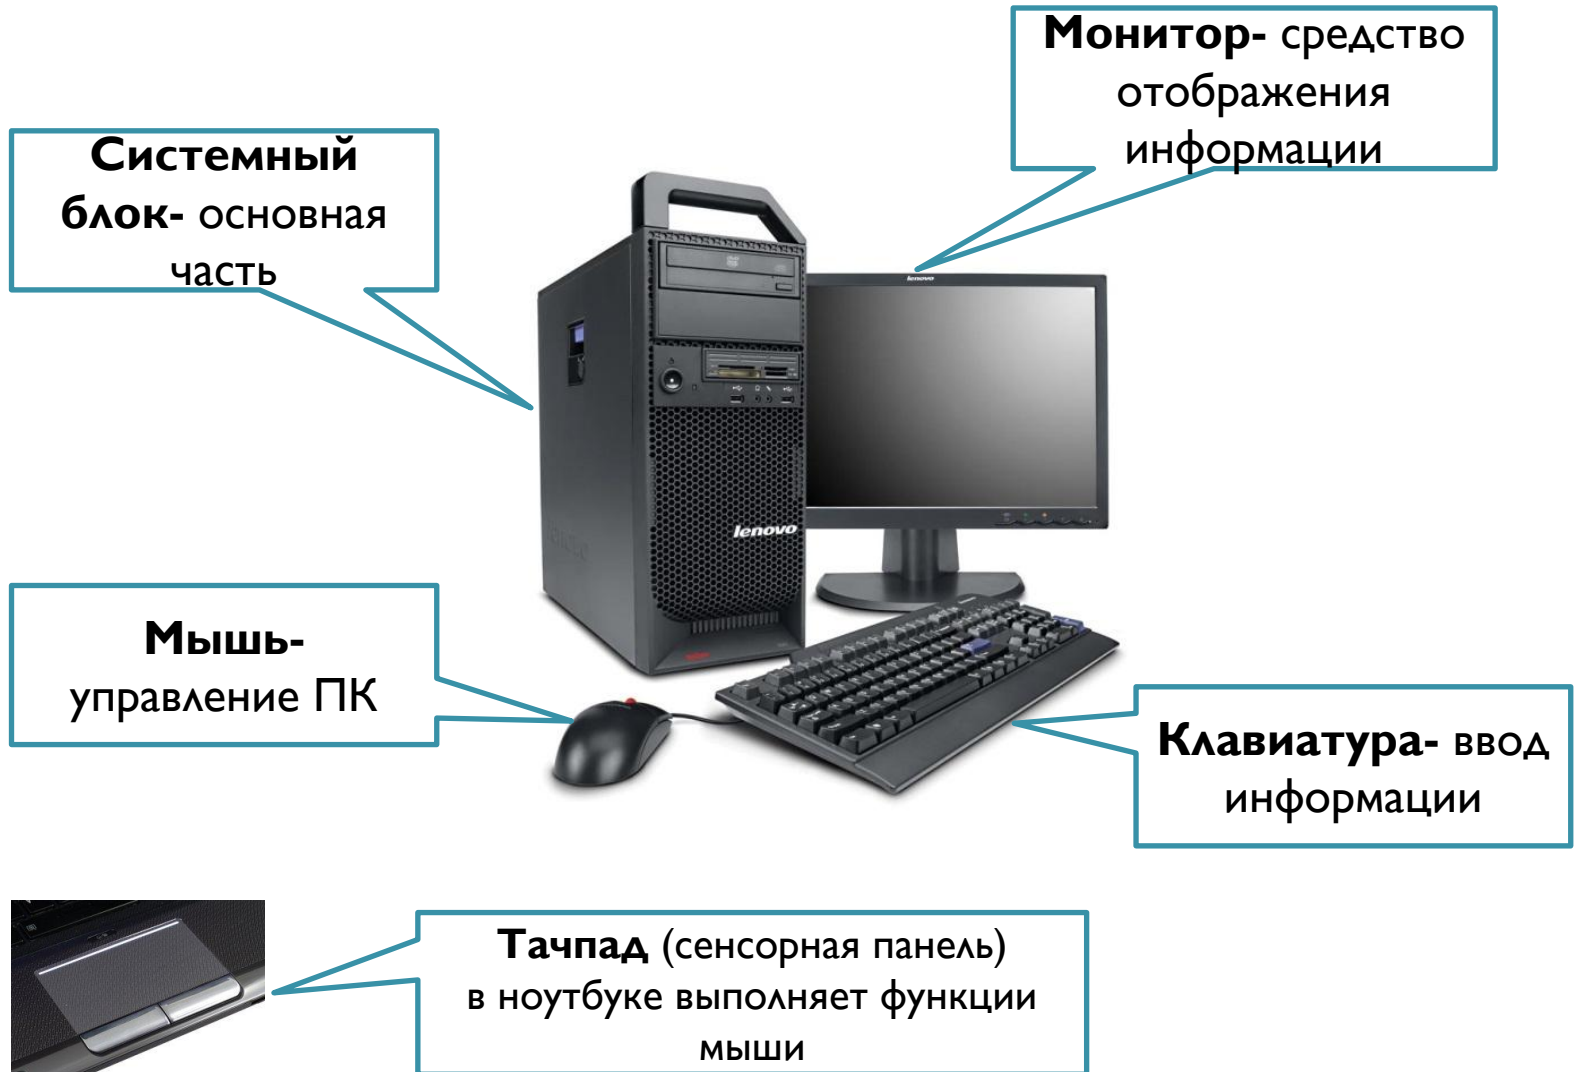 Монитор- средство
отображения
информации
Системный
блок- основная
часть
lenovo
lenovo
Мышь-
управление ПК
Клавиатура- ввод
информации
Тачпад (сенсорная панель)
в ноутбуке выполняет функции
мыши